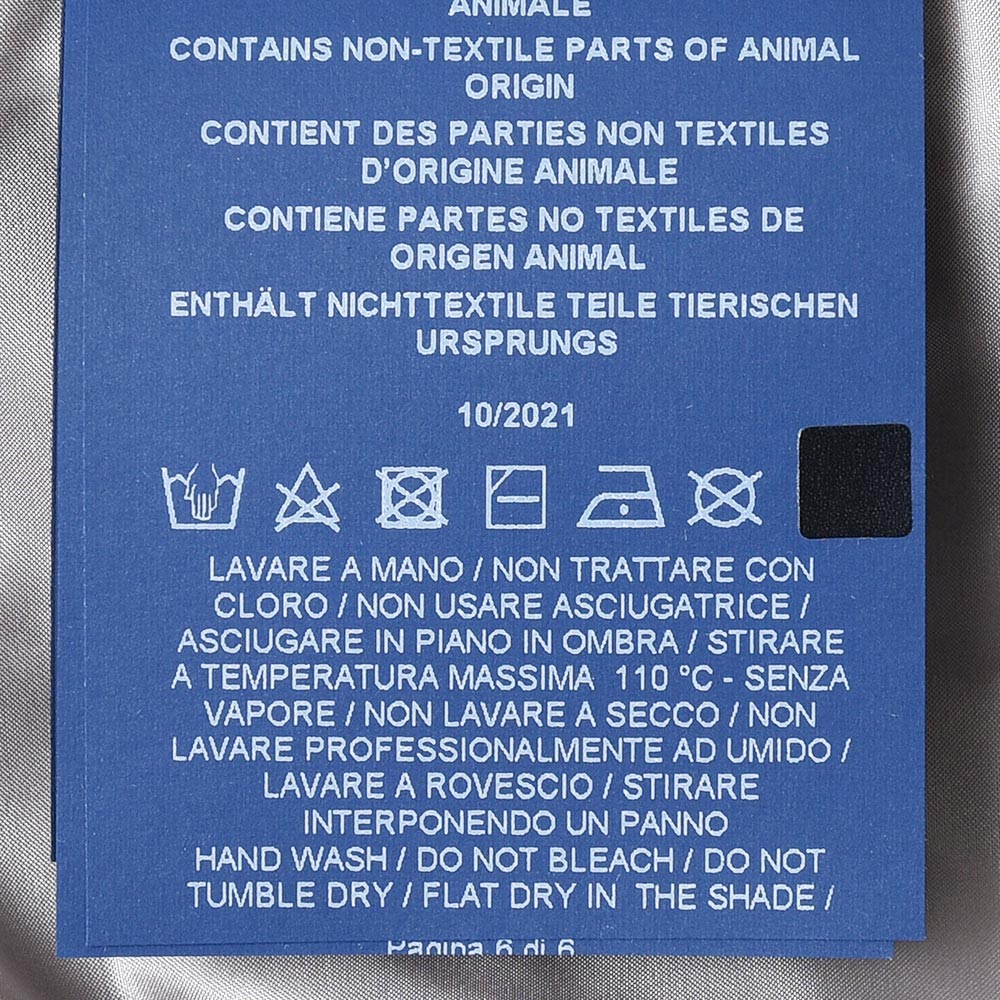 ANIMALE
CONTAINS NON-TEXTILE PARTS OF ANIMAL
ORIGIN
CONTIENT DES PARTIES NON TEXTILES
D'ORIGINE ANIMALE
CONTIENE PARTES NO TEXTILES DE
ORIGEN ANIMAL
ENTHÄLT NICHTTEXTILE TEILE TIERISCHEN
URSPRUNGS
10/2021
LAVARE A MANO / NON TRATTARE CON
CLORO / NON USARE ASCIUGATRICE /
ASCIUGARE IN PIANO IN OMBRA / STIRARE
A TEMPERATURA MASSIMA 110 °C - SENZA
VAPORE / NON LAVARE A SECCO / NON
LAVARE PROFESSIONALMENTE AD UMIDO /
LAVARE A ROVESCIO / STIRARE
INTERPONENDO UN PANNO
HAND WASH / DO NOT BLEACH / DO NOT
TUMBLE DRY / FLAT DRY IN THE SHADE /
Pagina 6 di 6